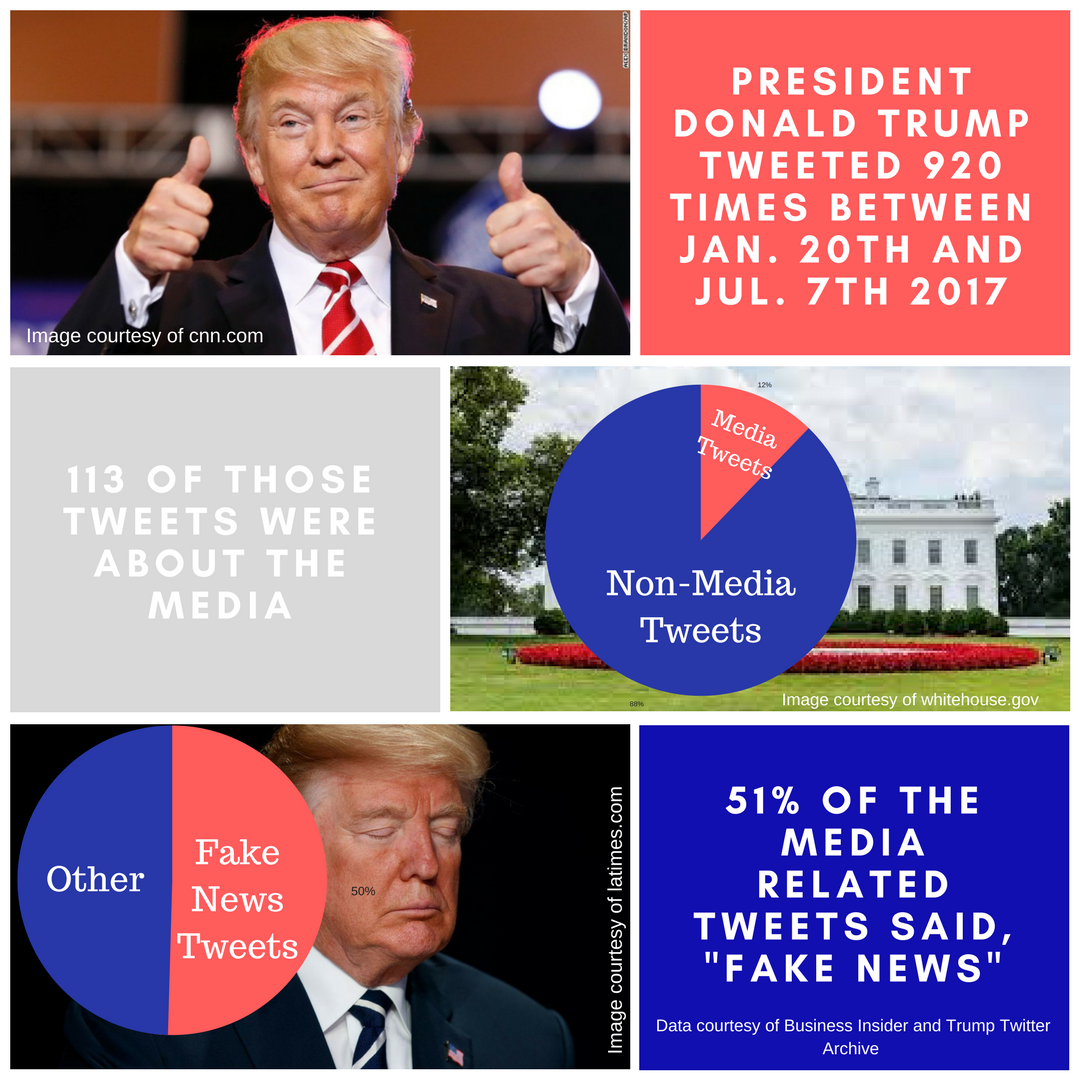 ALEX BRANDON/AP
Image courtesy of cnn.com
PRESIDENT
DONALD TRUMP
TWEETED 920
TIMES BETWEEN
JAN. 20TH AND
JUL. 7TH 2017
113 OF THOSE
TWEETS WERE
ABOUT THE
MEDIA
12%
Media
Tweets
Non-Media
Tweets
88%
Image courtesy of whitehouse.gov
Other
Fake
News
Tweets
50%
Image courtesy of latimes.com
51% OF THE
MEDIA
RELATED
TWEETS SAID,
"FAKE NEWS"
Data courtesy of Business Insider and Trump Twitter
Archive